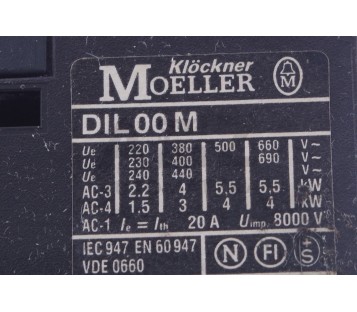 Klöckner
MOELLER
M
DIL00 M
Ue 220 380 500 660 V~
Ue 230 400 690 V~
Ue 240 440
AC-3 2,2 4 5,5 5,5 kW
AC-4 1,5 3 4 4 kW
AC-1 Ie = Ith 20 A Uimp 8000 V
IEC 947 EN 60 947
VDE 0660
N FI +S